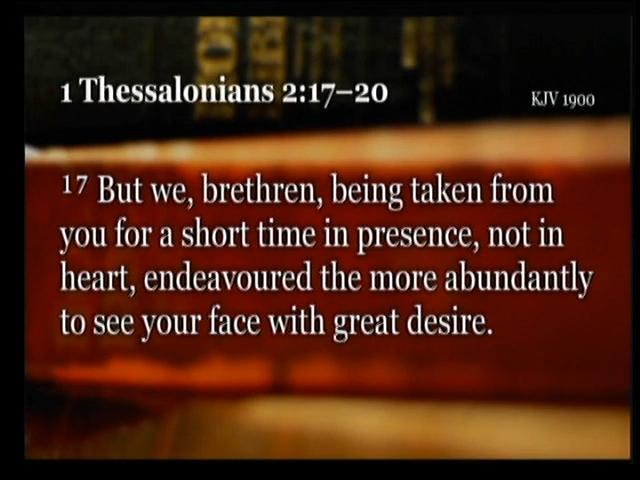 1 Thessalonians 2:17–20
KJV 1900
17 But we, brethren, being taken from
you for a short time in presence, not in
heart, endeavoured the more abundantly
to see your face with great desire.